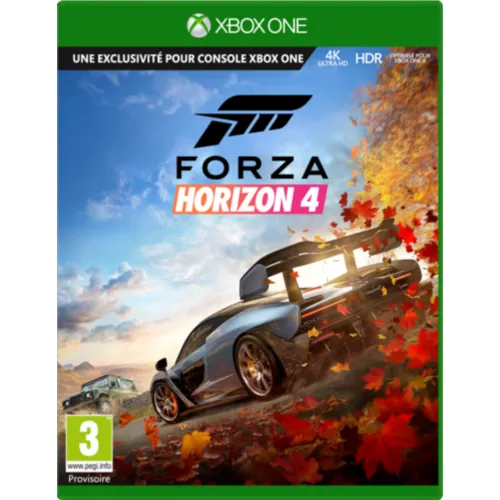 XBOX ONE
UNE EXCLUSIVITÉ POUR CONSOLE XBOX ONE
4K
ULTRA HD
HDR
OPTIMISÉ POUR
XBOX ONE X
FORZA
HORIZON 4
3
www.pegi.info
Provisoire